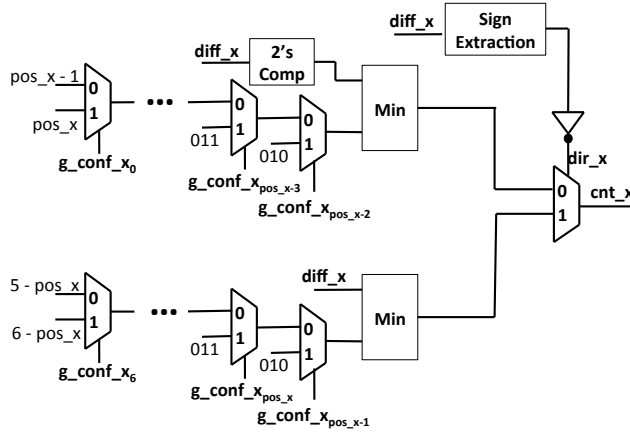 diff_x
Sign
Extraction
diff_x
2's
Comp
pos_x - 1
0
1
pos_x
g_conf_x0
...
0
1
011
g_conf_xpos_x-3
0
1
010
g_conf_xpos_x-2
Min
dir_x
0
1
cnt_x
5 - pos_x
0
1
6 - pos_x
g_conf_x6
...
0
1
011
g_conf_xpos_x
0
1
010
g_conf_xpos_x-1
diff_x
Min